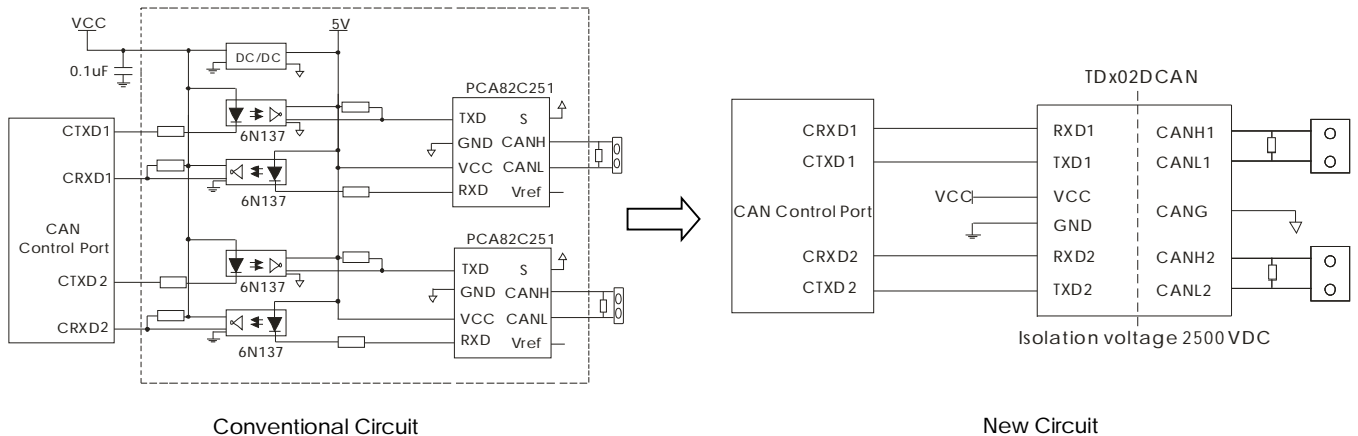 VCC
5V
0.1uF
DC/DC
CTXD1
CRXD1
CAN
Control Port
CTXD2
CRXD2
6N137
6N137
6N137
6N137
PCA82C251
TXD S
GND CANH
VCC CANL
RXD Vref
PCA82C251
TXD S
GND CANH
VCC CANL
RXD Vref
Conventional Circuit
CRXD1
CTXD1
CAN Control Port
CRXD2
CTXD2
VCC
TDx02DCAN
RXD1 CANH1
TXD1 CANL1
VCC
CANG
GND
RXD2 CANH2
TXD2 CANL2
Isolation voltage 2500VDC
New Circuit